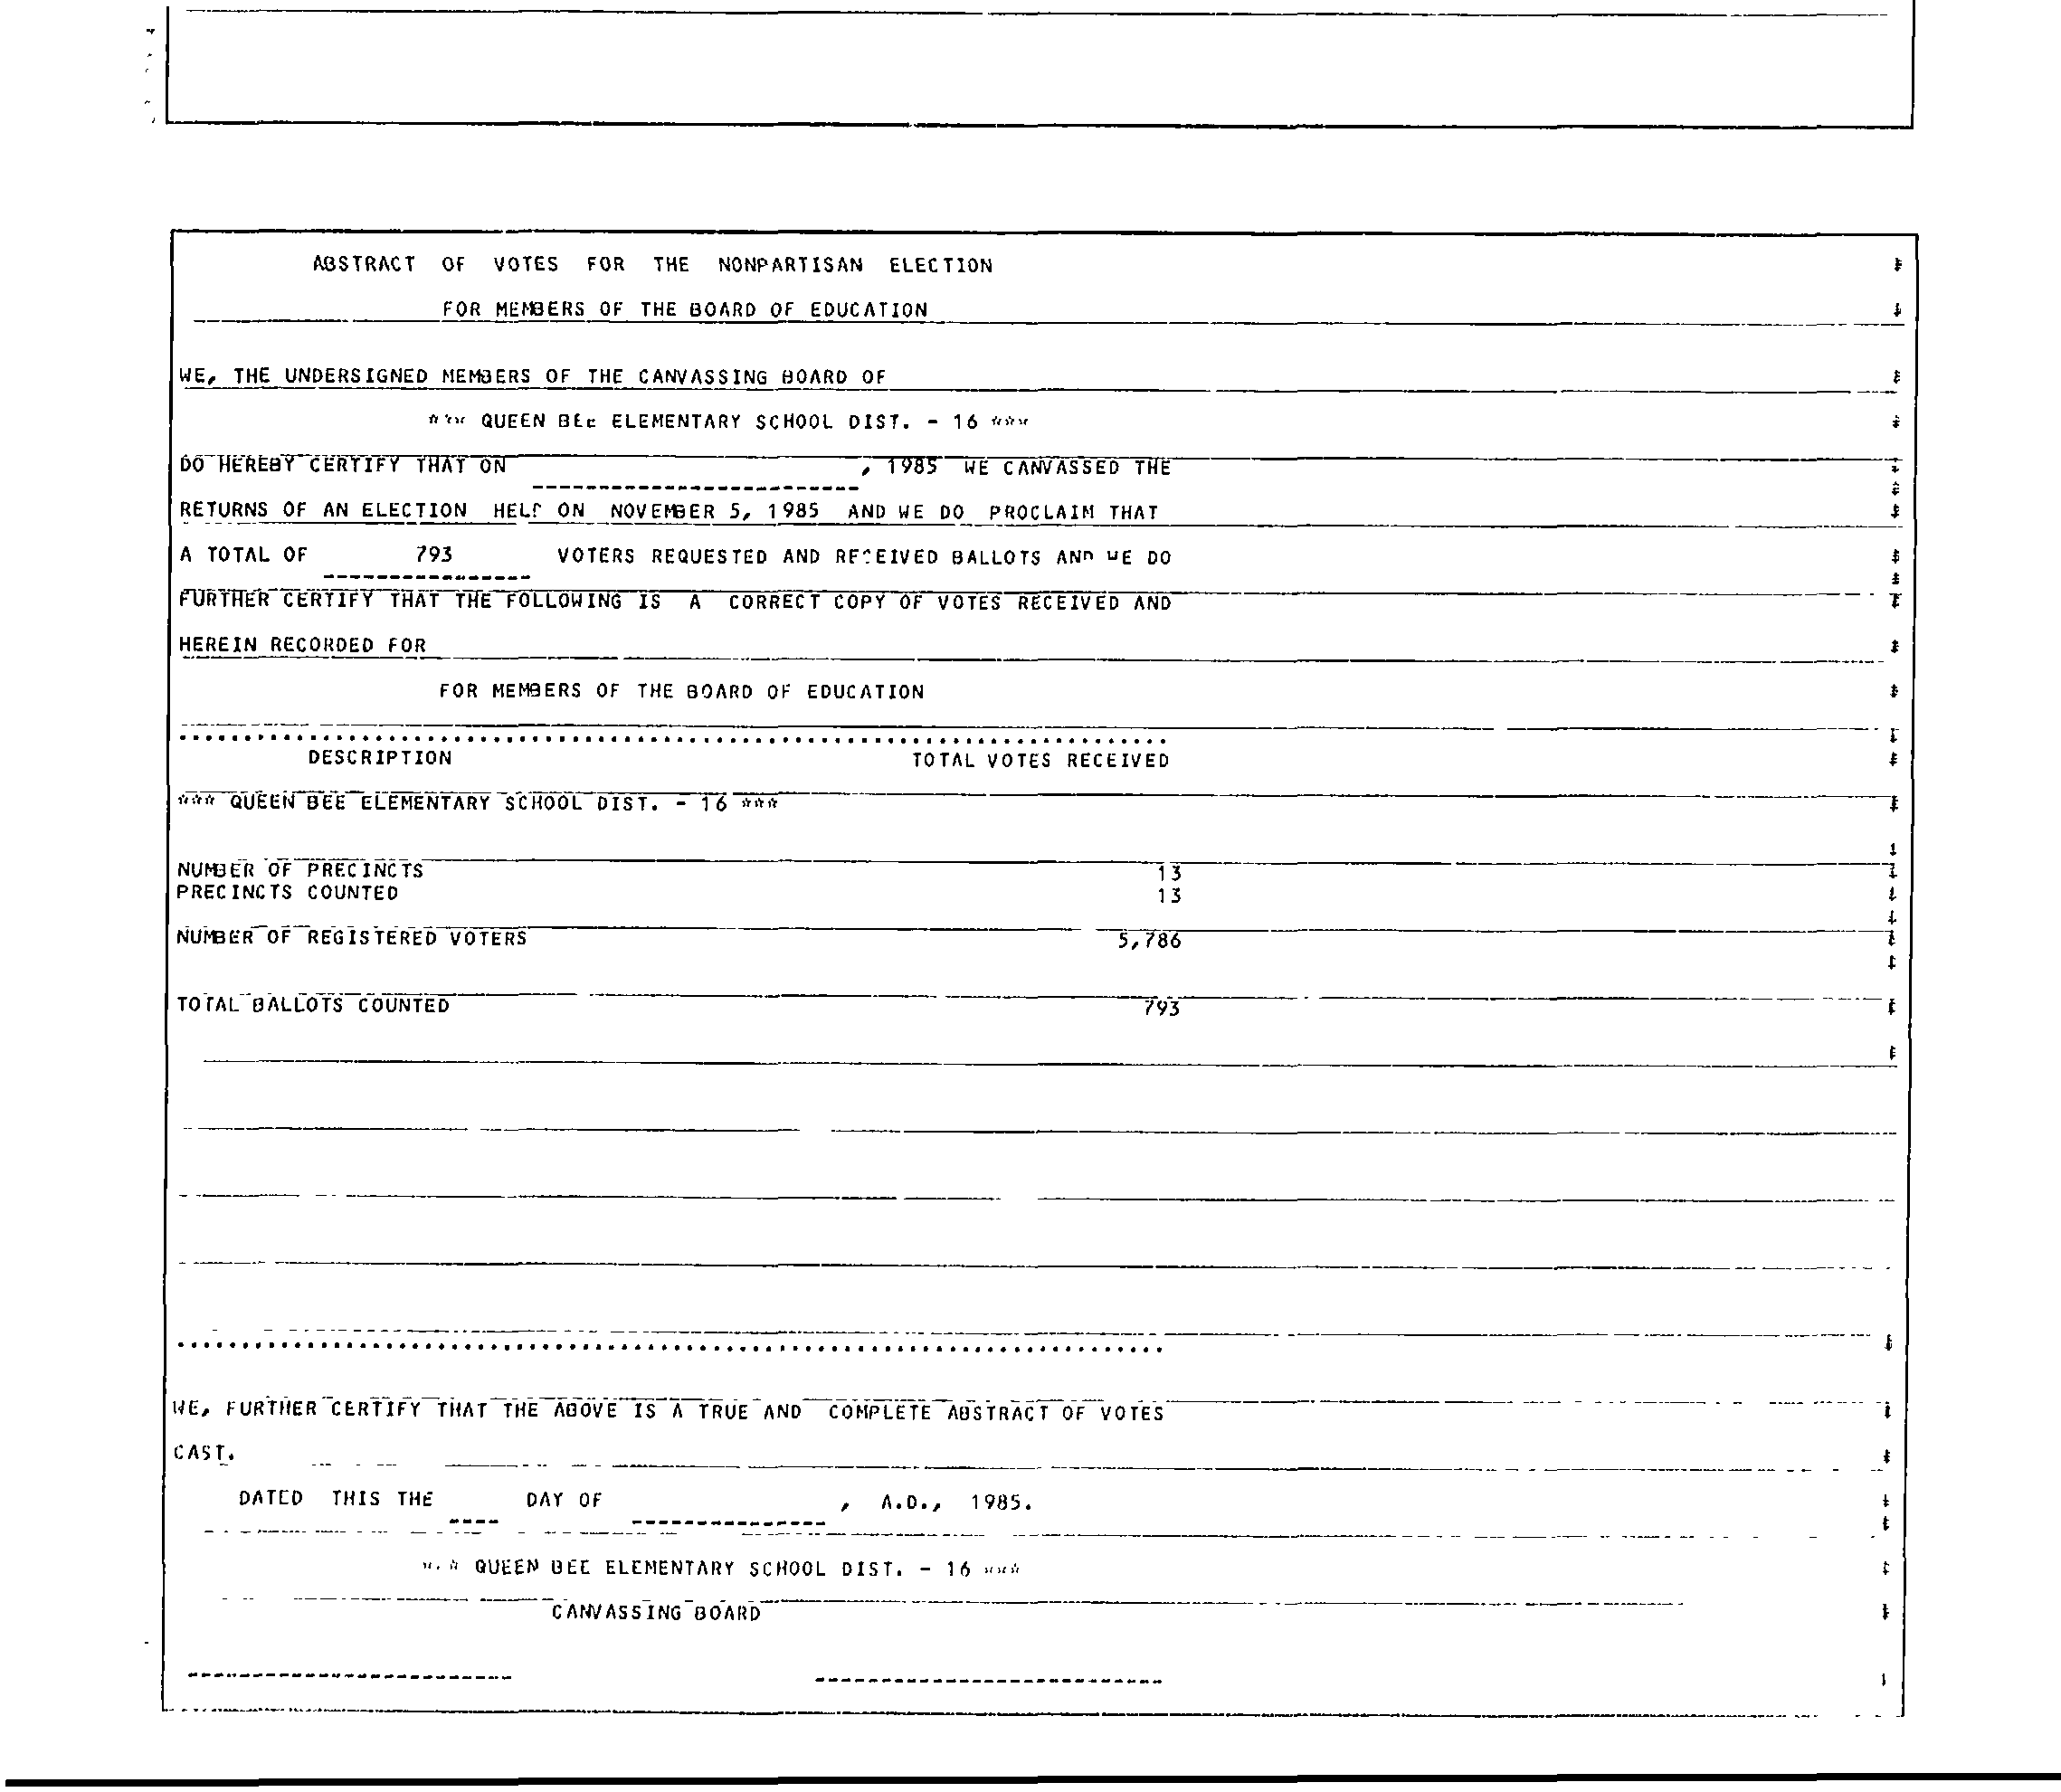 ABSTRACT OF VOTES FOR THE NONPARTISAN ELECTION
FOR MEMBERS OF THE BOARD OF EDUCATION
WE, THE UNDERSIGNED MEMBERS OF THE CANVASSING BOARD OF
*** QUEEN BEE ELEMENTARY SCHOOL DIST. - 16 ***
DO HEREBY CERTIFY THAT ON , 1985 WE CANVASSED THE
RETURNS OF AN ELECTION HELD ON NOVEMBER 5, 1985 AND WE DO PROCLAIM THAT
A TOTAL OF 793 VOTERS REQUESTED AND RECEIVED BALLOTS AND WE DO
FURTHER CERTIFY THAT THE FOLLOWING IS A CORRECT COPY OF VOTES RECEIVED AND
HEREIN RECORDED FOR
FOR MEMBERS OF THE BOARD OF EDUCATION
DESCRIPTION TOTAL VOTES RECEIVED
*** QUEEN BEE ELEMENTARY SCHOOL DIST. - 16 ***
NUMBER OF PRECINCTS 13
PRECINCTS COUNTED 13
NUMBER OF REGISTERED VOTERS 5,786
TOTAL BALLOTS COUNTED 793
WE, FURTHER CERTIFY THAT THE ABOVE IS A TRUE AND COMPLETE ABSTRACT OF VOTES
CAST.
DATED THIS THE DAY OF , A.D., 1985.
*** QUEEN BEE ELEMENTARY SCHOOL DIST. - 16 ***
CANVASSING BOARD